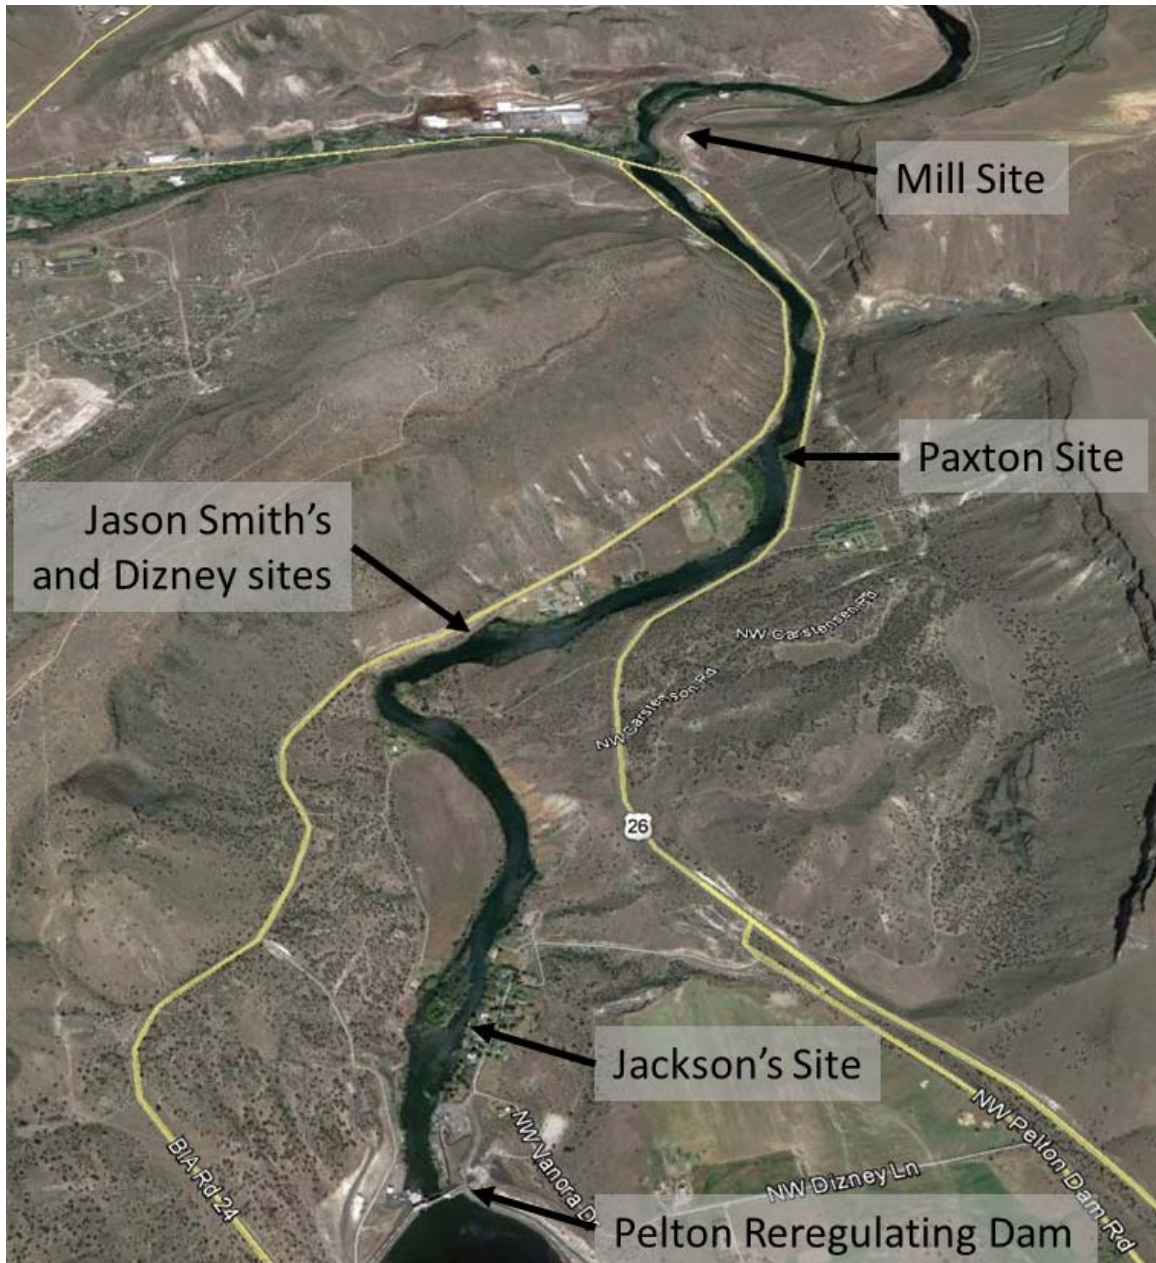 Mill Site
Paxton Site
Jason Smith's
and Dizney sites
NW Carstensen Rd
NW Carstensen Rd
26
Jackson's Site
NW Pelton Dam Rd
NW Vanora Dr
NW Dizney Ln
BIA Rd 24
Pelton Reregulating Dam